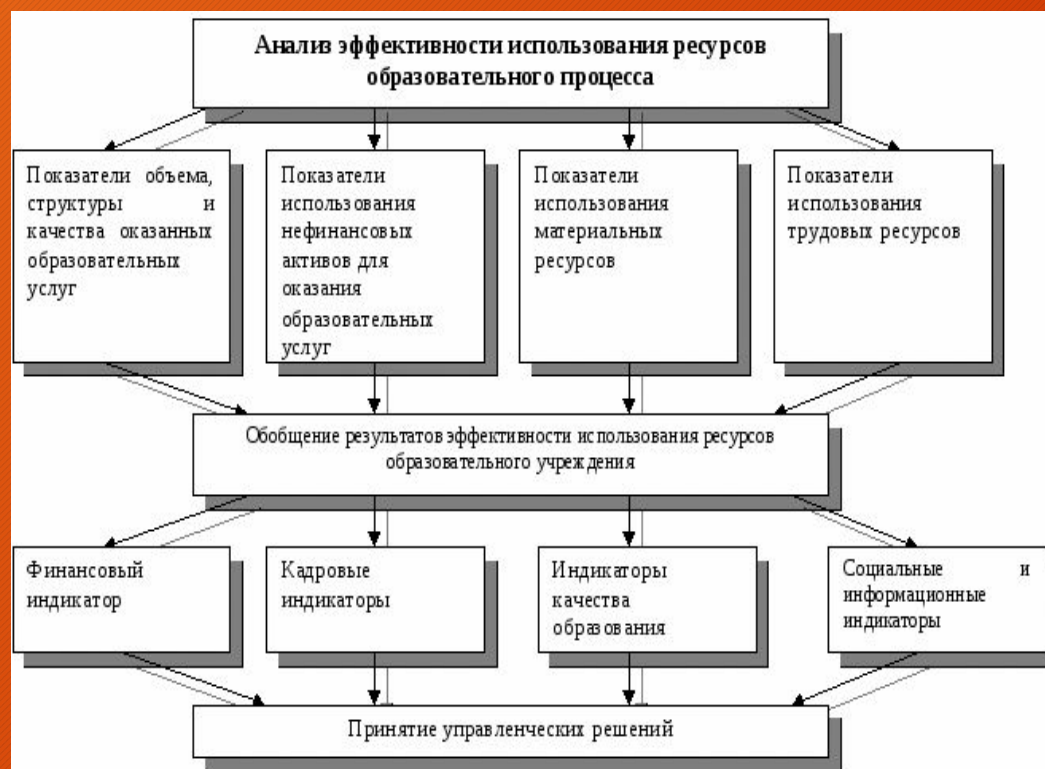 Анализ эффективности использования ресурсов
образовательного процесса
Показатели объема,
структуры и
качества оказанных
образовательных
услуг
Показатели
использования
нефинансовых
активов для
оказания
образовательных
услуг
Показатели
использования
материальных
ресурсов
Показатели
использования
трудовых ресурсов
Обобщение результатов эффективности использования ресурсов
образовательного учреждения
Финансовый
индикатор
Кадровые
индикаторы
Индикаторы
качества
образования
Социальные и
информационные
индикаторы
Принятие управленческих решений